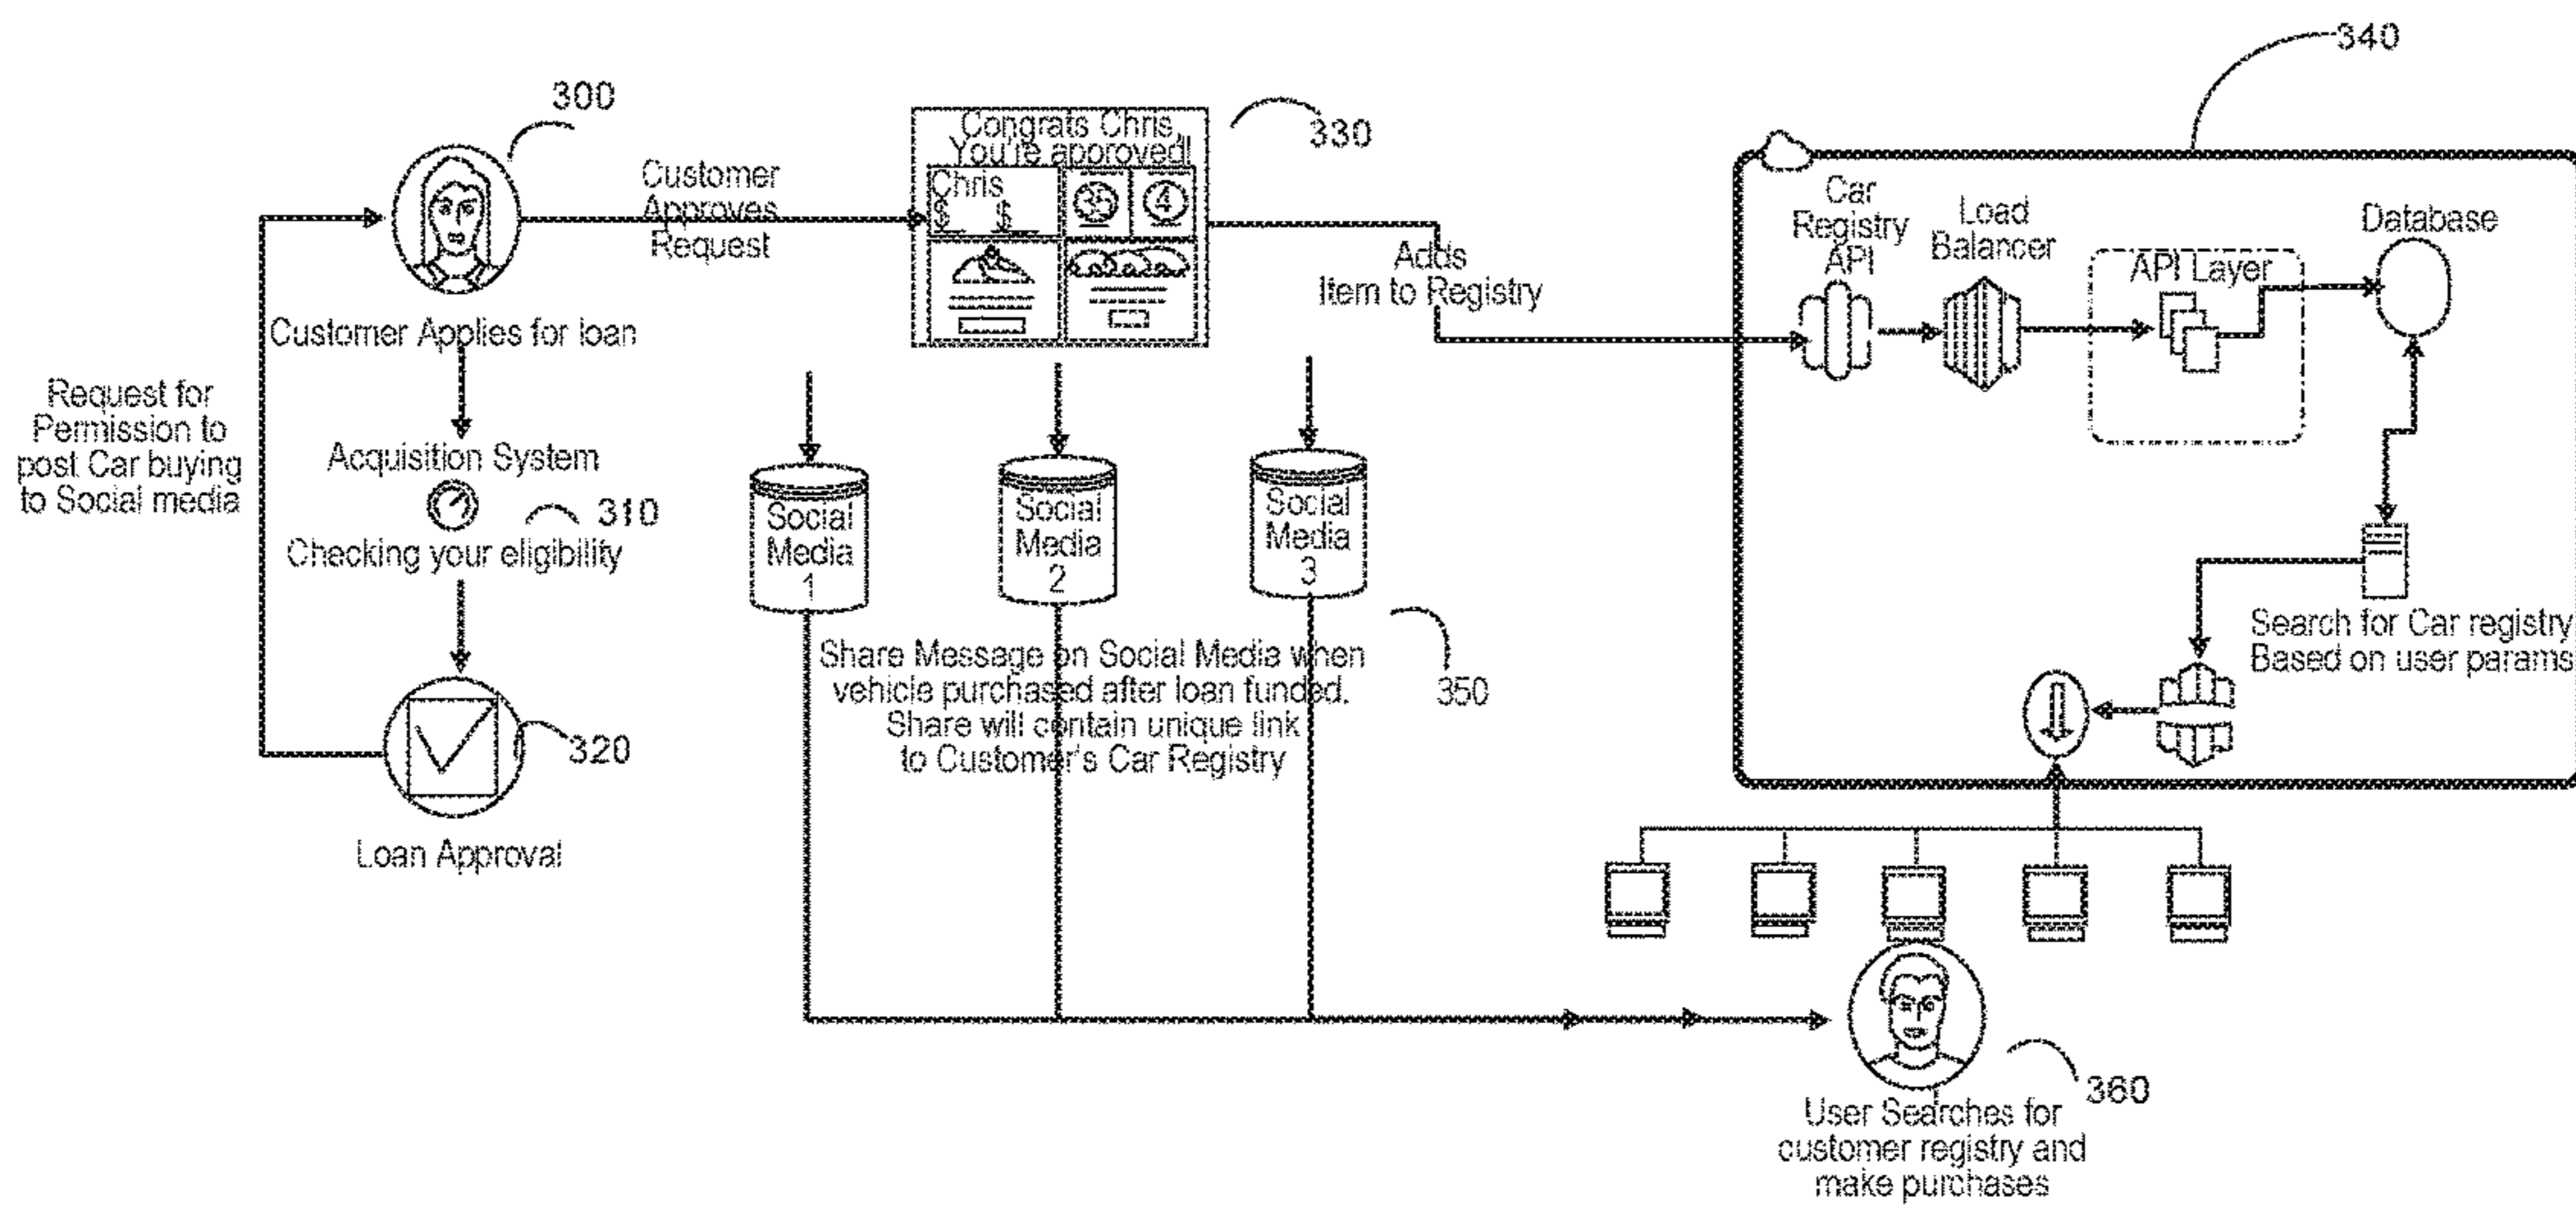 300
Customer Applies for loan
Request for
Permission to
post Car buying
to Social media
Acquisition System
310
Checking your eligibility
320
Loan Approval
Customer
Approves
Request
Congrats Chris,
You're approved!
Chris
35
4
$ $
330
Adds
Item to Registry
Social
Media
1
Social
Media
2
Social
Media
3
Share Message on Social Media when
vehicle purchased after loan funded.
Share will contain unique link
to Customer's Car Registry
350
340
Car
Registry
API
Load
Balancer
API Layer
Database
Search for Car registry
Based on user params
360
User Searches for
customer registry and
make purchases